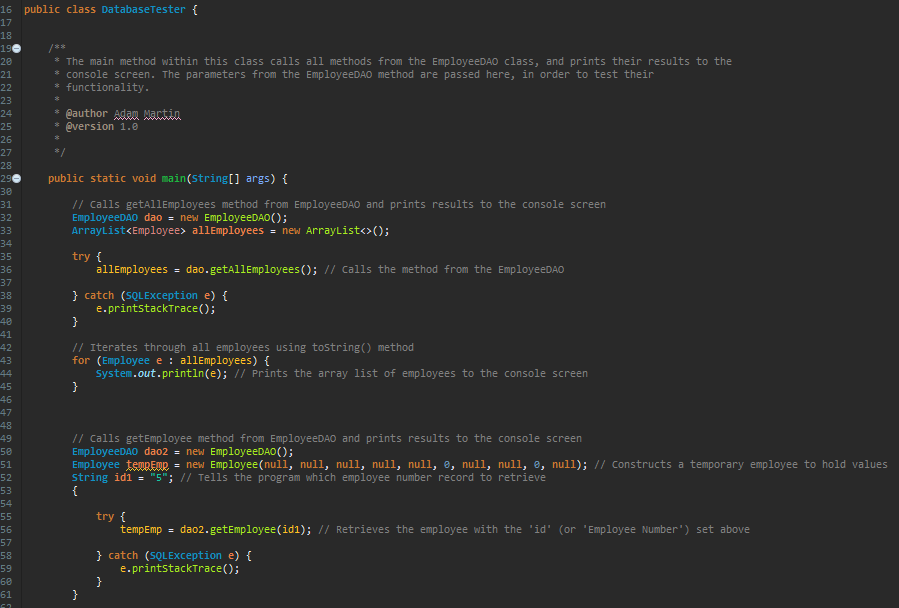 16 public class DatabaseTester {
17
18
19 /**
20 * The main method within this class calls all methods from the EmployeeDAO class, and prints their results to the
21 * console screen. The parameters from the EmployeeDAO method are passed here, in order to test their
22 * functionality.
23 *
24 * @author Adam Martin
25 * @version 1.0
26 *
27 */
28
29 public static void main(String[] args) {
30
31 // Calls getAllEmployees method from EmployeeDAO and prints results to the console screen
32 EmployeeDAO dao = new EmployeeDAO();
33 ArrayList<Employee> allEmployees = new ArrayList<>();
34
35 try {
36 allEmployees = dao.getAllEmployees(); // Calls the method from the EmployeeDAO
37
38 } catch (SQLException e) {
39 e.printStackTrace();
40 }
41
42 // Iterates through all employees using toString() method
43 for (Employee e : allEmployees) {
44 System.out.println(e); // Prints the array list of employees to the console screen
45 }
46
47
48
49 // Calls getEmployee method from EmployeeDAO and prints results to the console screen
50 EmployeeDAO dao2 = new EmployeeDAO();
51 Employee tempEmp = new Employee(null, null, null, null, null, 0, null, null, 0, null); // Constructs a temporary employee to hold values
52 String id1 = "5"; // Tells the program which employee number record to retrieve
53 {
54
55 try {
56 tempEmp = dao2.getEmployee(id1); // Retrieves the employee with the 'id' (or 'Employee Number') set above
57
58 } catch (SQLException e) {
59 e.printStackTrace();
60 }
61 }